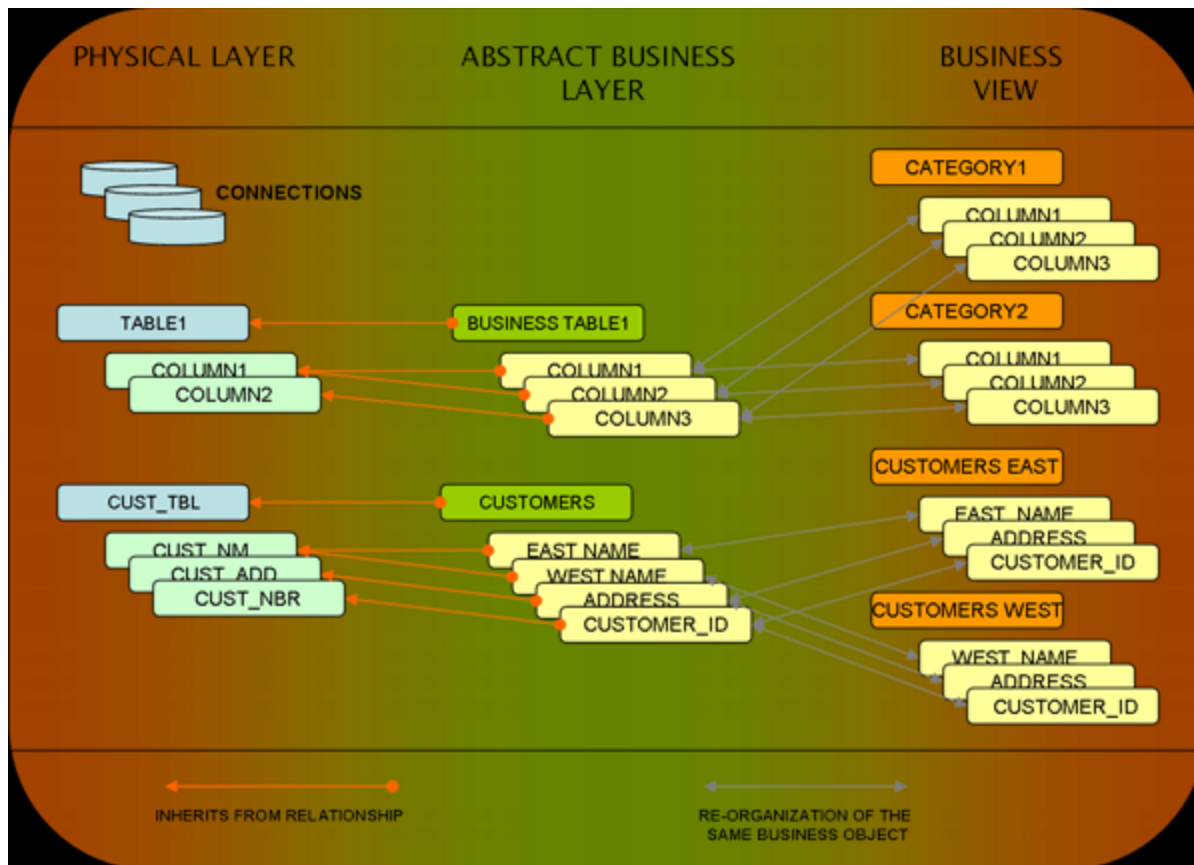 PHYSICAL LAYER
ABSTRACT BUSINESS
LAYER
BUSINESS
VIEW
CONNECTIONS
TABLE1
COLUMN1
COLUMN2
CUST_TBL
CUST_NM
CUST_ADD
CUST_NBR
BUSINESS TABLE1
COLUMN1
COLUMN2
COLUMN3
CUSTOMERS
EAST NAME
WEST NAME
ADDRESS
CUSTOMER_ID
CATEGORY1
COLUMN1
COLUMN2
COLUMN3
CATEGORY2
COLUMN1
COLUMN2
COLUMN3
CUSTOMERS EAST
EAST_NAME
ADDRESS
CUSTOMER_ID
CUSTOMERS WEST
WEST_NAME
ADDRESS
CUSTOMER_ID
INHERITS FROM RELATIONSHIP
RE-ORGANIZATION OF THE
SAME BUSINESS OBJECT